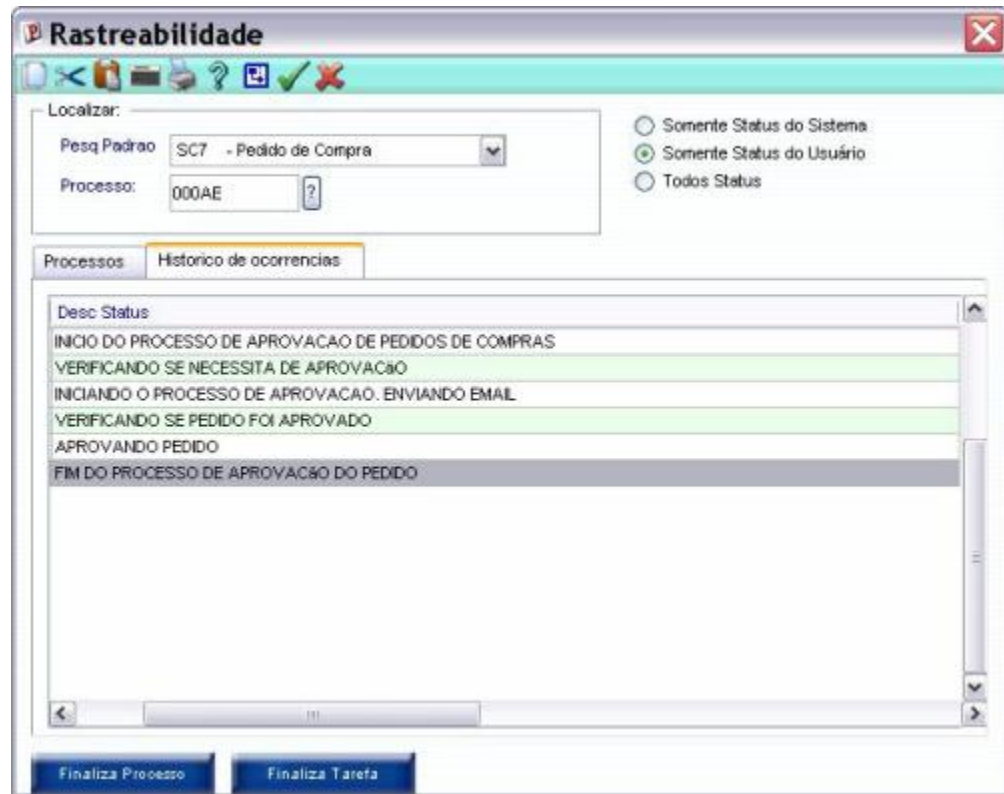 Rastreabilidade
Localizar:
Pesq Padrao SC7 - Pedido de Compra
Processo: 000AE ?
Somente Status do Sistema
Somente Status do Usuário
Todos Status
Processos Historico de ocorrencias
Desc Status
INICIO DO PROCESSO DE APROVACAO DE PEDIDOS DE COMPRAS
VERIFICANDO SE NECESSITA DE APROVACãO
INICIANDO O PROCESSO DE APROVACAO. ENVIANDO EMAIL
VERIFICANDO SE PEDIDO FOI APROVADO
APROVANDO PEDIDO
FIM DO PROCESSO DE APROVACãO DO PEDIDO
Finaliza Processo Finaliza Tarefa